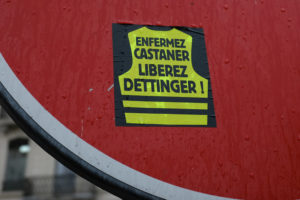 ENFERMEZ
CASTANER
LIBEREZ
DETTINGER !